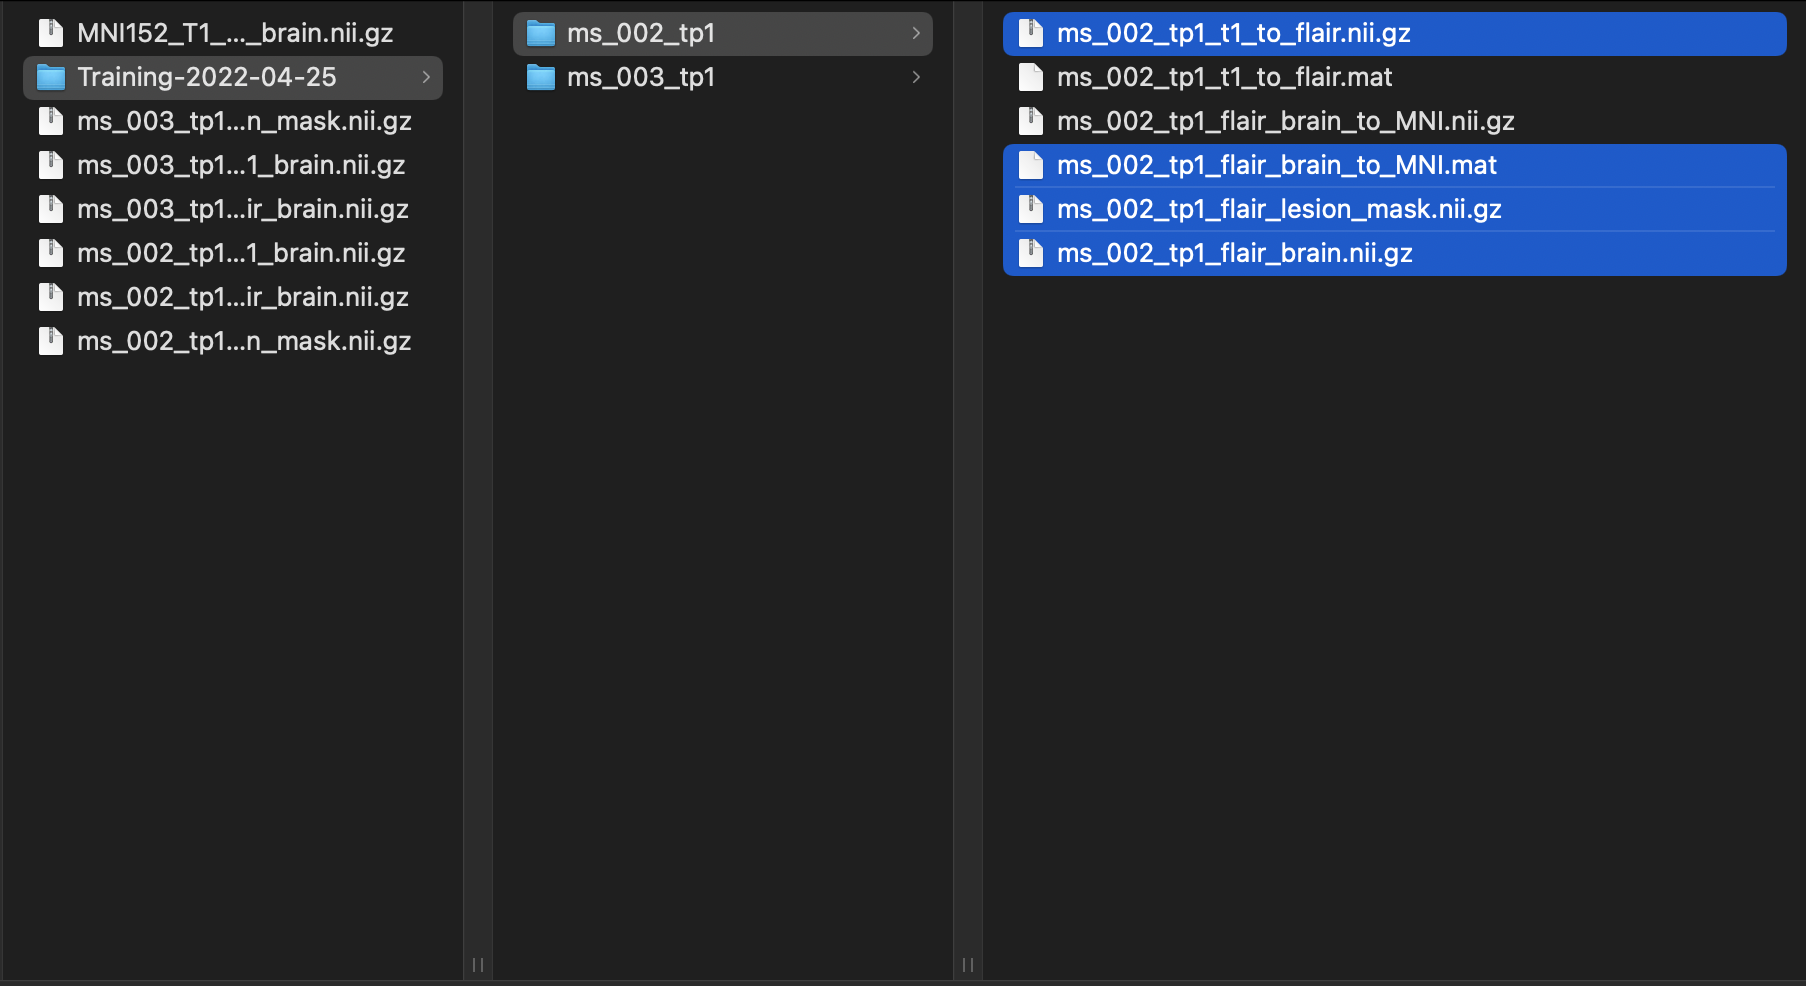 MNI152_T1_..._brain.nii.gz
Training-2022-04-25
ms_003_tp1...n_mask.nii.gz
ms_003_tp1...1_brain.nii.gz
ms_003_tp1...ir_brain.nii.gz
ms_002_tp1...1_brain.nii.gz
ms_002_tp1...ir_brain.nii.gz
ms_002_tp1...n_mask.nii.gz
ms_002_tp1
ms_003_tp1
ms_002_tp1_t1_to_flair.nii.gz
ms_002_tp1_t1_to_flair.mat
ms_002_tp1_flair_brain_to_MNI.nii.gz
ms_002_tp1_flair_brain_to_MNI.mat
ms_002_tp1_flair_lesion_mask.nii.gz
ms_002_tp1_flair_brain.nii.gz